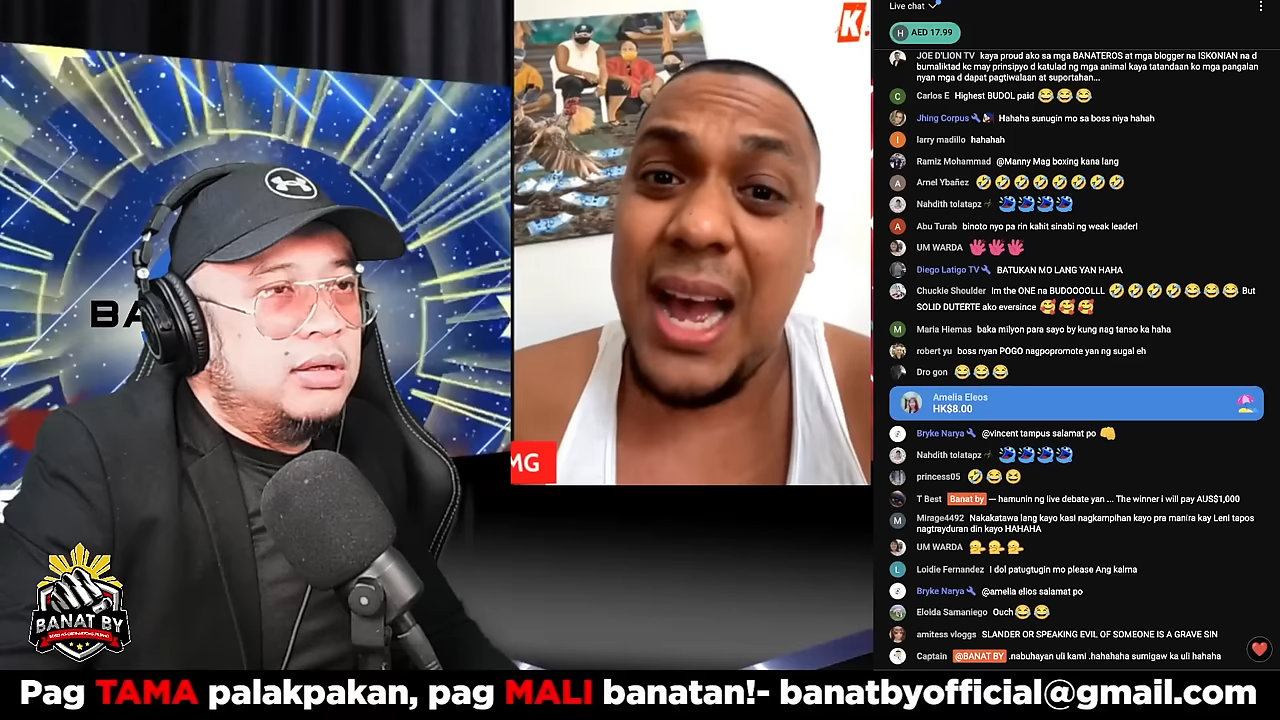 BA
K
MG
BANAT BY
Live chat
H AED 17.99
JOE D'LION TV kaya proud ako sa mga BANATEROS at mga blogger na ISKONIAN na d
bumaliktad kc may prinsipyo d katulad ng mga animal kaya tatandaan ko mga pangalan
nyan mga d dapat pagtiwalaan at suportahan...
C Carlos E Highest BUDOL paid 😂😂😂
Jhing Corpus Hahaha sunugin mo sa boss niya hahah
l larry madillo hahahah
Ramiz Mohammad @Manny Mag boxing kana lang
A Arnel Ybañez 🤣🤣🤣🤣🤣🤣🤣🤣
Nahdith tolatapz
A Abu Turab binoto nyo pa rin kahit sinabi ng weak leader!
UM WARDA
Diego Latigo TV BATUKAN MO LANG YAN HAHA
Chuckie Shoulder Im the ONE na BUDOOOOLLL 🤣🤣🤣🤣😂😂😂 But
SOLID DUTERTE ako eversince 🥰🥰🥰
M Maria Hiemas baka milyon para sayo by kung nag tanso ka haha
robert yu boss nyan POGO nagpopromote yan ng sugal eh
Dro gon 😂😂😂
Amelia Eleos
HK$8.00
Bryke Narya @vincent tampus salamat po
Nahdith tolatapz
princess05 🤣😂😆
T Best Banat by — hamunin ng live debate yan ... The winner i will pay AUS$1,000
M Mirage4492 Nakakatawa lang kayo kasi nagkampihan kayo pra manira kay Leni tapos
nagtrayduran din kayo HAHAHA
UM WARDA
L Loidie Fernandez I dol patugtugin mo please Ang kalma
Bryke Narya @amelia elios salamat po
Eloida Samaniego Ouch 😂😂
amitess vloggs SLANDER OR SPEAKING EVIL OF SOMEONE IS A GRAVE SIN
Captain @BANAT BY .nabuhayan uli kami .hahahaha sumigaw ka uli hahaha
Pag TAMA palakpakan, pag MALI banatan!- banatbyofficial@gmail.com